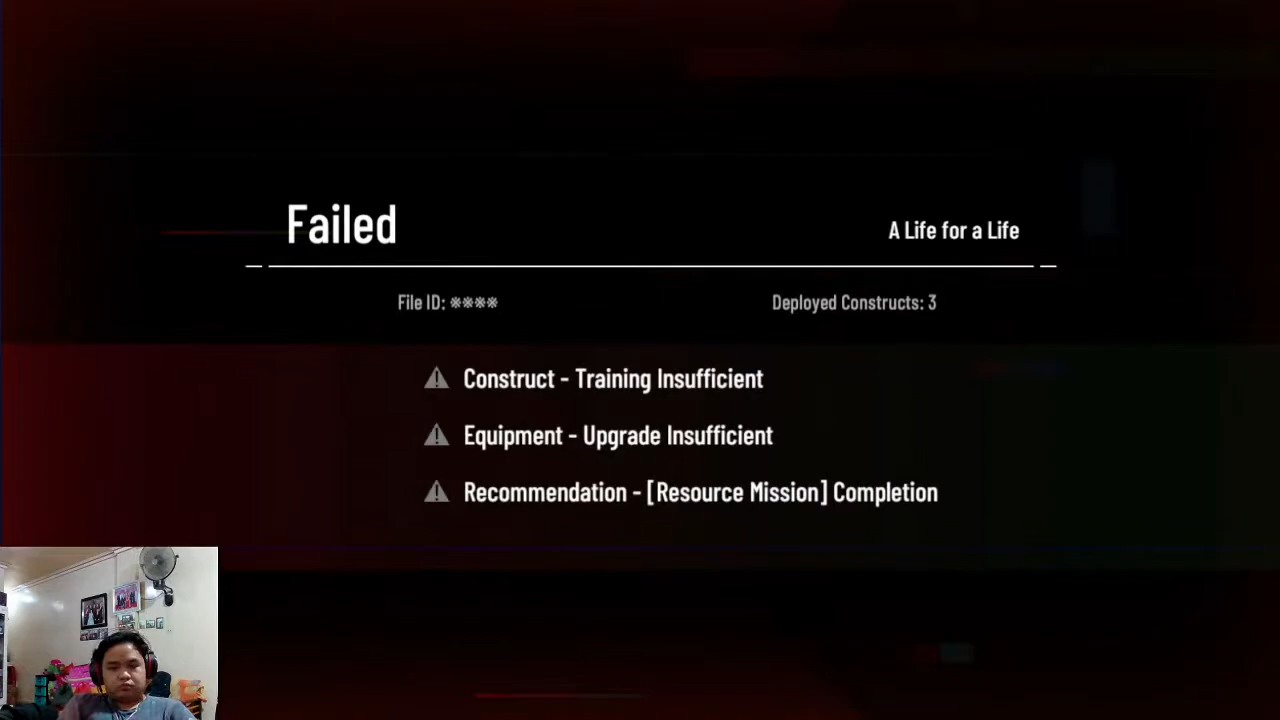 Failed
A Life for a Life
File ID: ※※※※
Deployed Constructs: 3
Construct - Training Insufficient
Equipment - Upgrade Insufficient
Recommendation - [Resource Mission] Completion